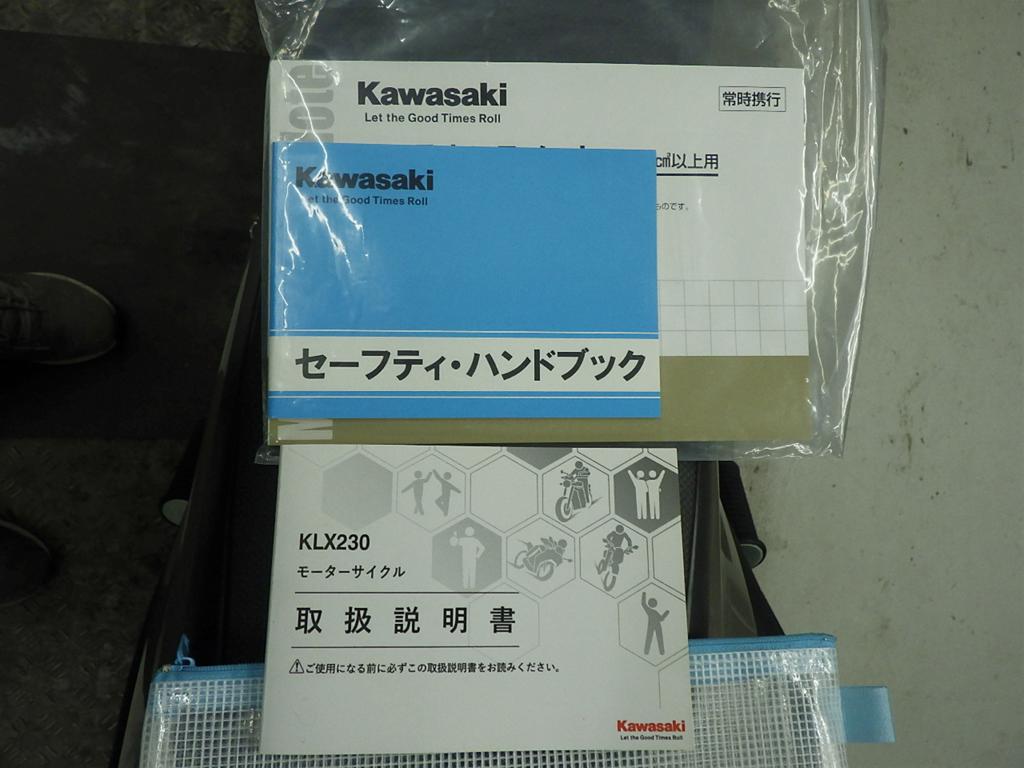 Kawasaki
Let the Good Times Roll
常時携行
cm²以上用
ものです。
Kawasaki
Let the Good Times Roll
セーフティ・ハンドブック
KLX230
モーターサイクル
取扱説明書
⚠ご使用になる前に必ずこの取扱説明書をお読みください。
Kawasaki
Let the Good Times Roll